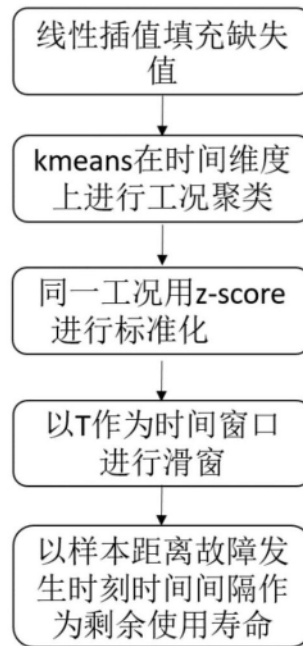 线性插值填充缺失
值
kmeans在时间维度
上进行工况聚类
同一工况用z-score
进行标准化
以T作为时间窗口
进行滑窗
以样本距离故障发
生时刻时间间隔作
为剩余使用寿命